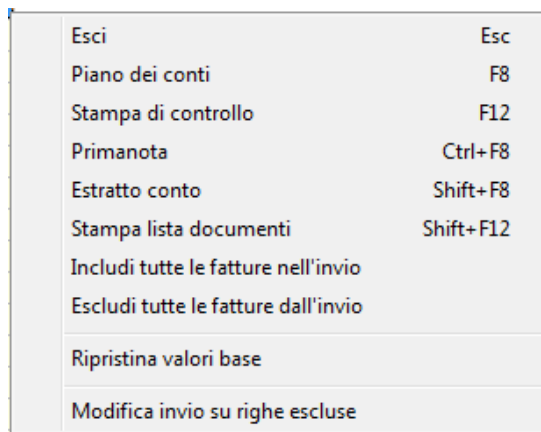 Esci Esc
Piano dei conti F8
Stampa di controllo F12
Primanota Ctrl+F8
Estratto conto Shift+F8
Stampa lista documenti Shift+F12
Includi tutte le fatture nell'invio
Escludi tutte le fatture dall'invio
Ripristina valori base
Modifica invio su righe escluse